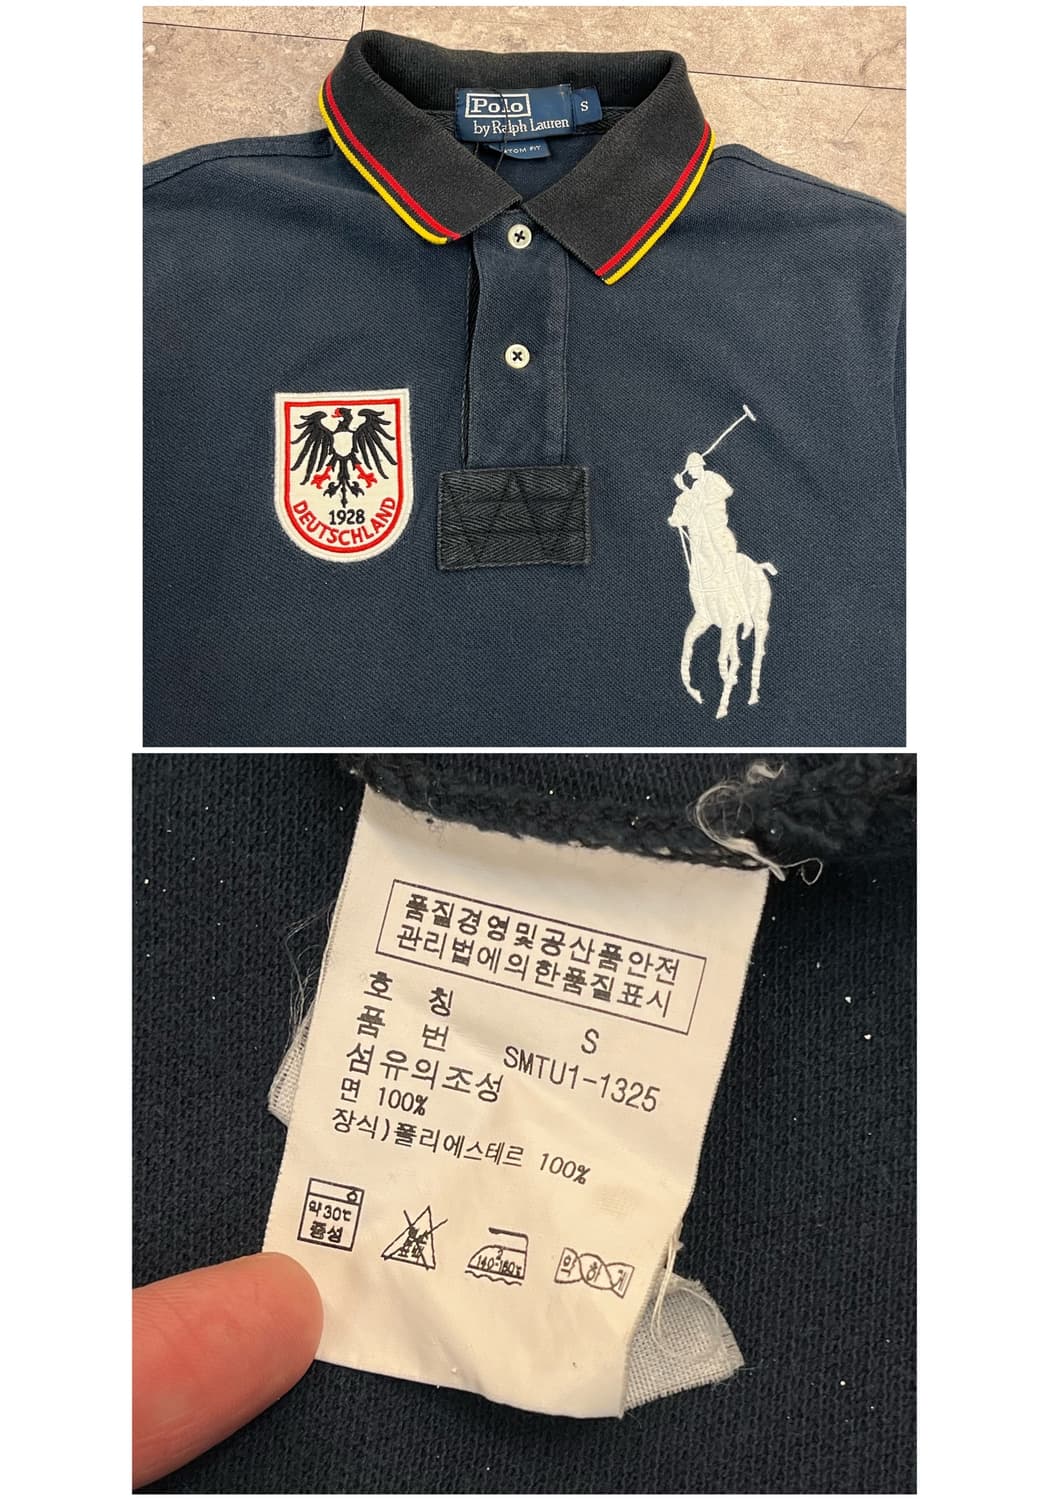 Polo
by Ralph Lauren
S
TOM FIT
1928
DEUTSCHLAND
품질경영및공산품안전
관리법에의한품질표시
호 칭 S
품 번 SMTU1-1325
섬유의조성
면 100%
장식)폴리에스테르 100%
약30℃
중성
140~160℃
약하게